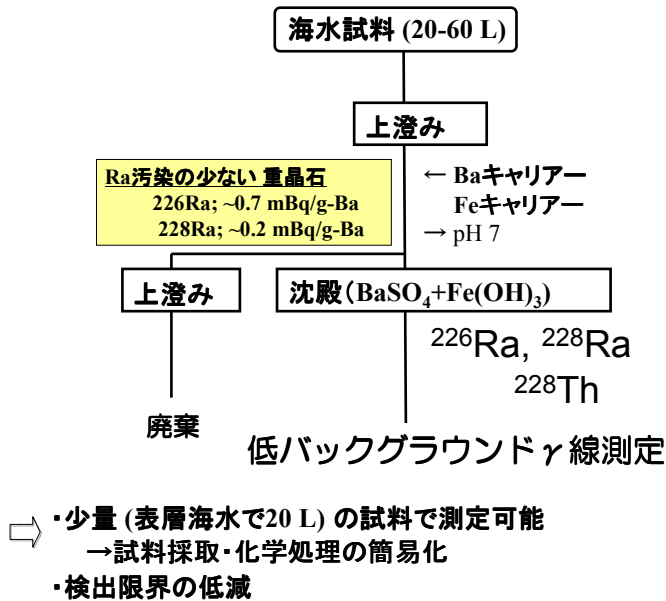 海水試料 (20-60 L)
上澄み
Ra汚染の少ない 重晶石
226Ra; ~0.7 mBq/g-Ba
228Ra; ~0.2 mBq/g-Ba
← Baキャリアー
Feキャリアー
→ pH 7
上澄み
沈殿（BaSO₄+Fe(OH)₃)
²²⁶Ra, ²²⁸Ra
²²⁸Th
廃棄
低バックグラウンドγ線測定
⇨ ・少量 (表層海水で20 L) の試料で測定可能
→試料採取・化学処理の簡易化
・検出限界の低減